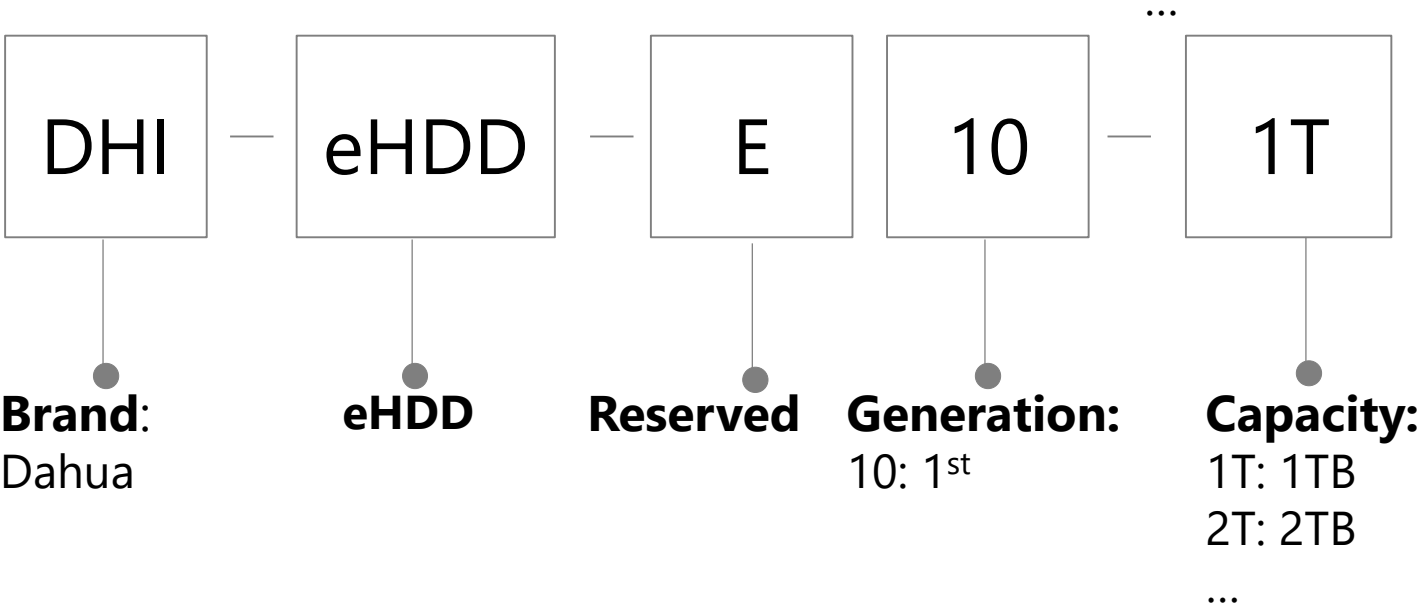 ...
DHI – eHDD – E 10 – 1T
Brand: eHDD Reserved Generation: Capacity:
Dahua 10: 1st 1T: 1TB
2T: 2TB
...